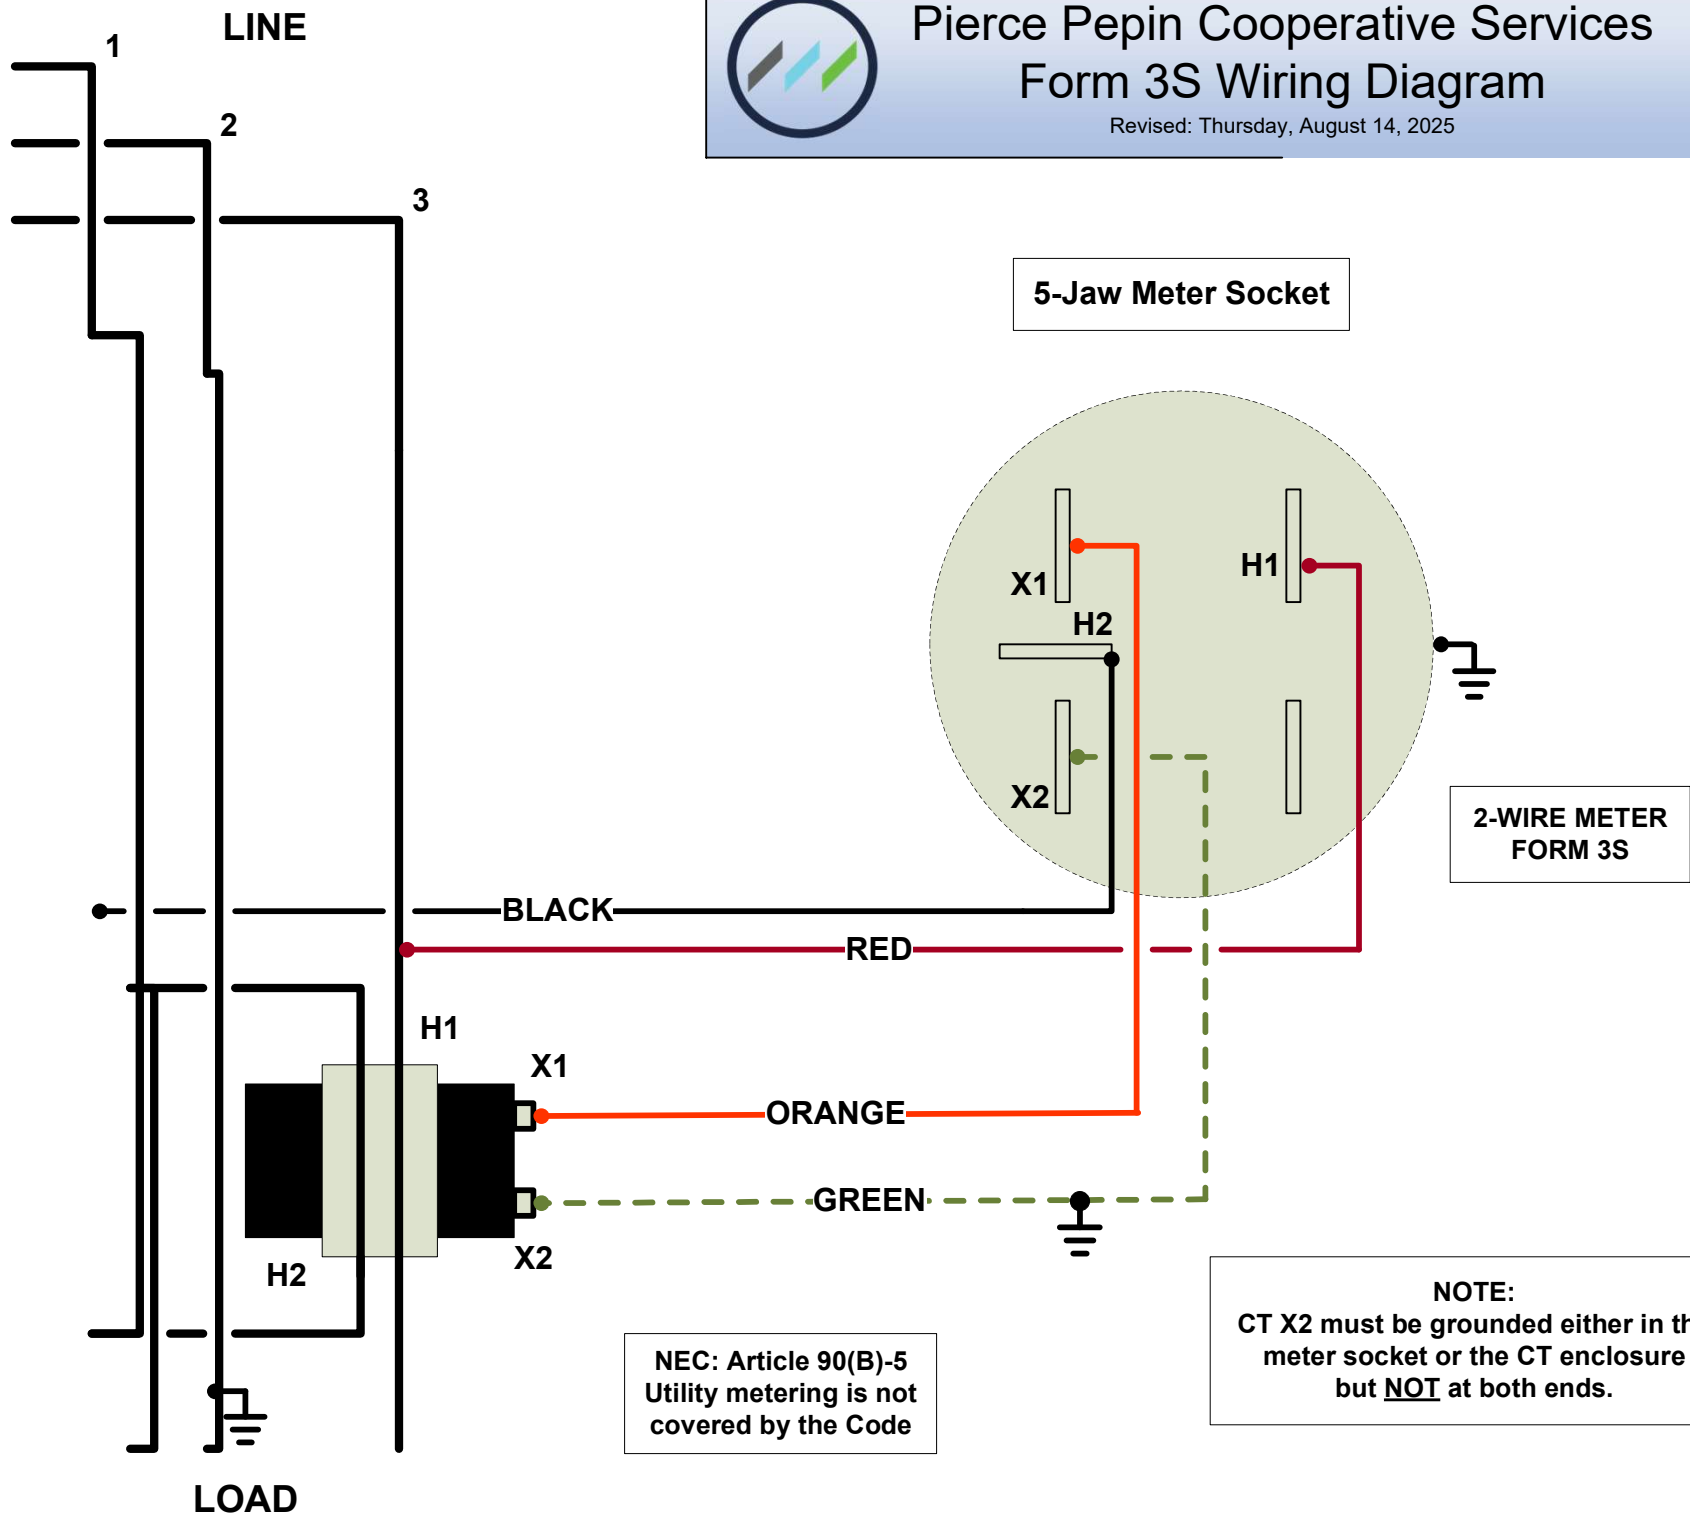 LINE
Pierce Pepin Cooperative Services
Form 3S Wiring Diagram
Revised: Thursday, August 14, 2025
1
2
3
5-Jaw Meter Socket
X1
H1
H2
X2
2-WIRE METER
FORM 3S
BLACK
RED
H1
X1
ORANGE
GREEN
X2
H2
NEC: Article 90(B)-5
Utility metering is not
covered by the Code
NOTE:
CT X2 must be grounded either in th
meter socket or the CT enclosure
but NOT at both ends.
LOAD